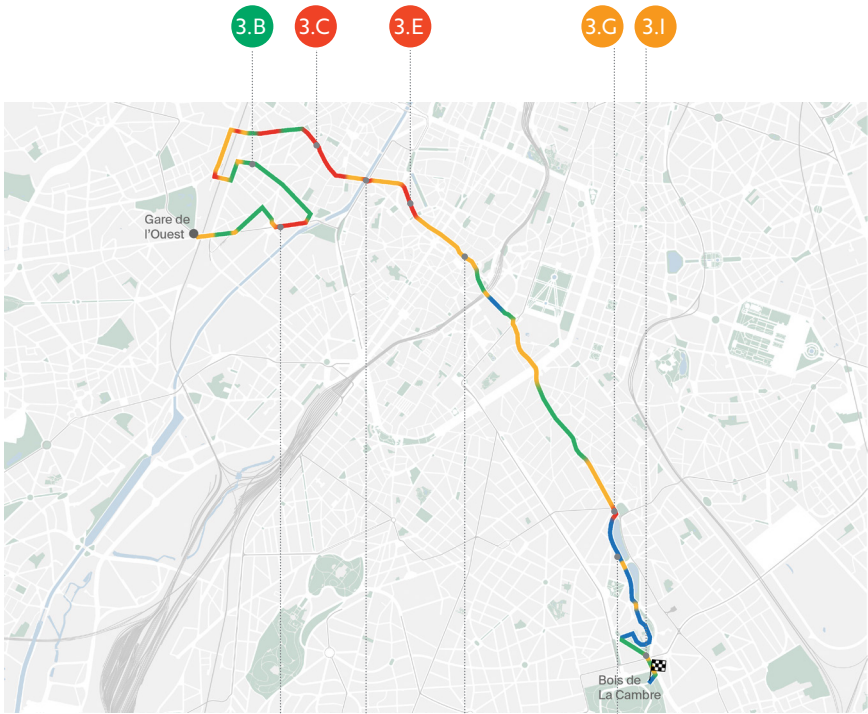 3.B
3.C
3.E
3.G
3.I
Gare de
l'Ouest
Bois de
La Cambre